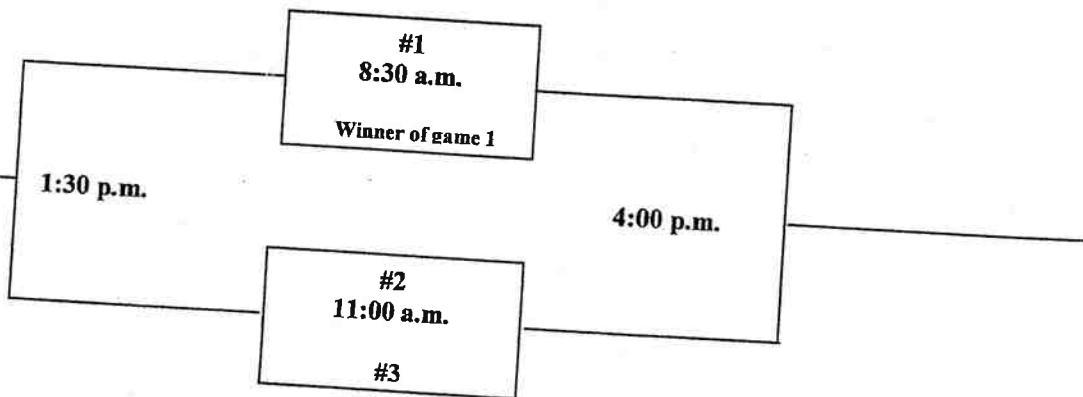 #1
8:30 a.m.
Winner of game 1
1:30 p.m.
4:00 p.m.
#2
11:00 a.m.
#3